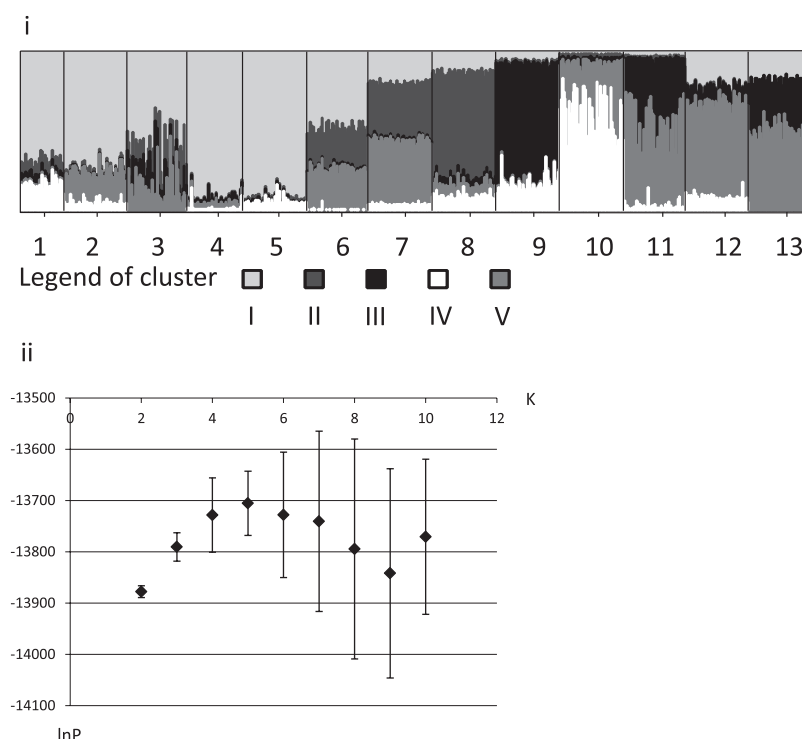 i
1 2 3 4 5 6 7 8 9 10 11 12 13
Legend of cluster
I II III IV V
ii
-13500 K
0 2 4 6 8 10 12
-13600
-13700
-13800
-13900
-14000
-14100
lnP